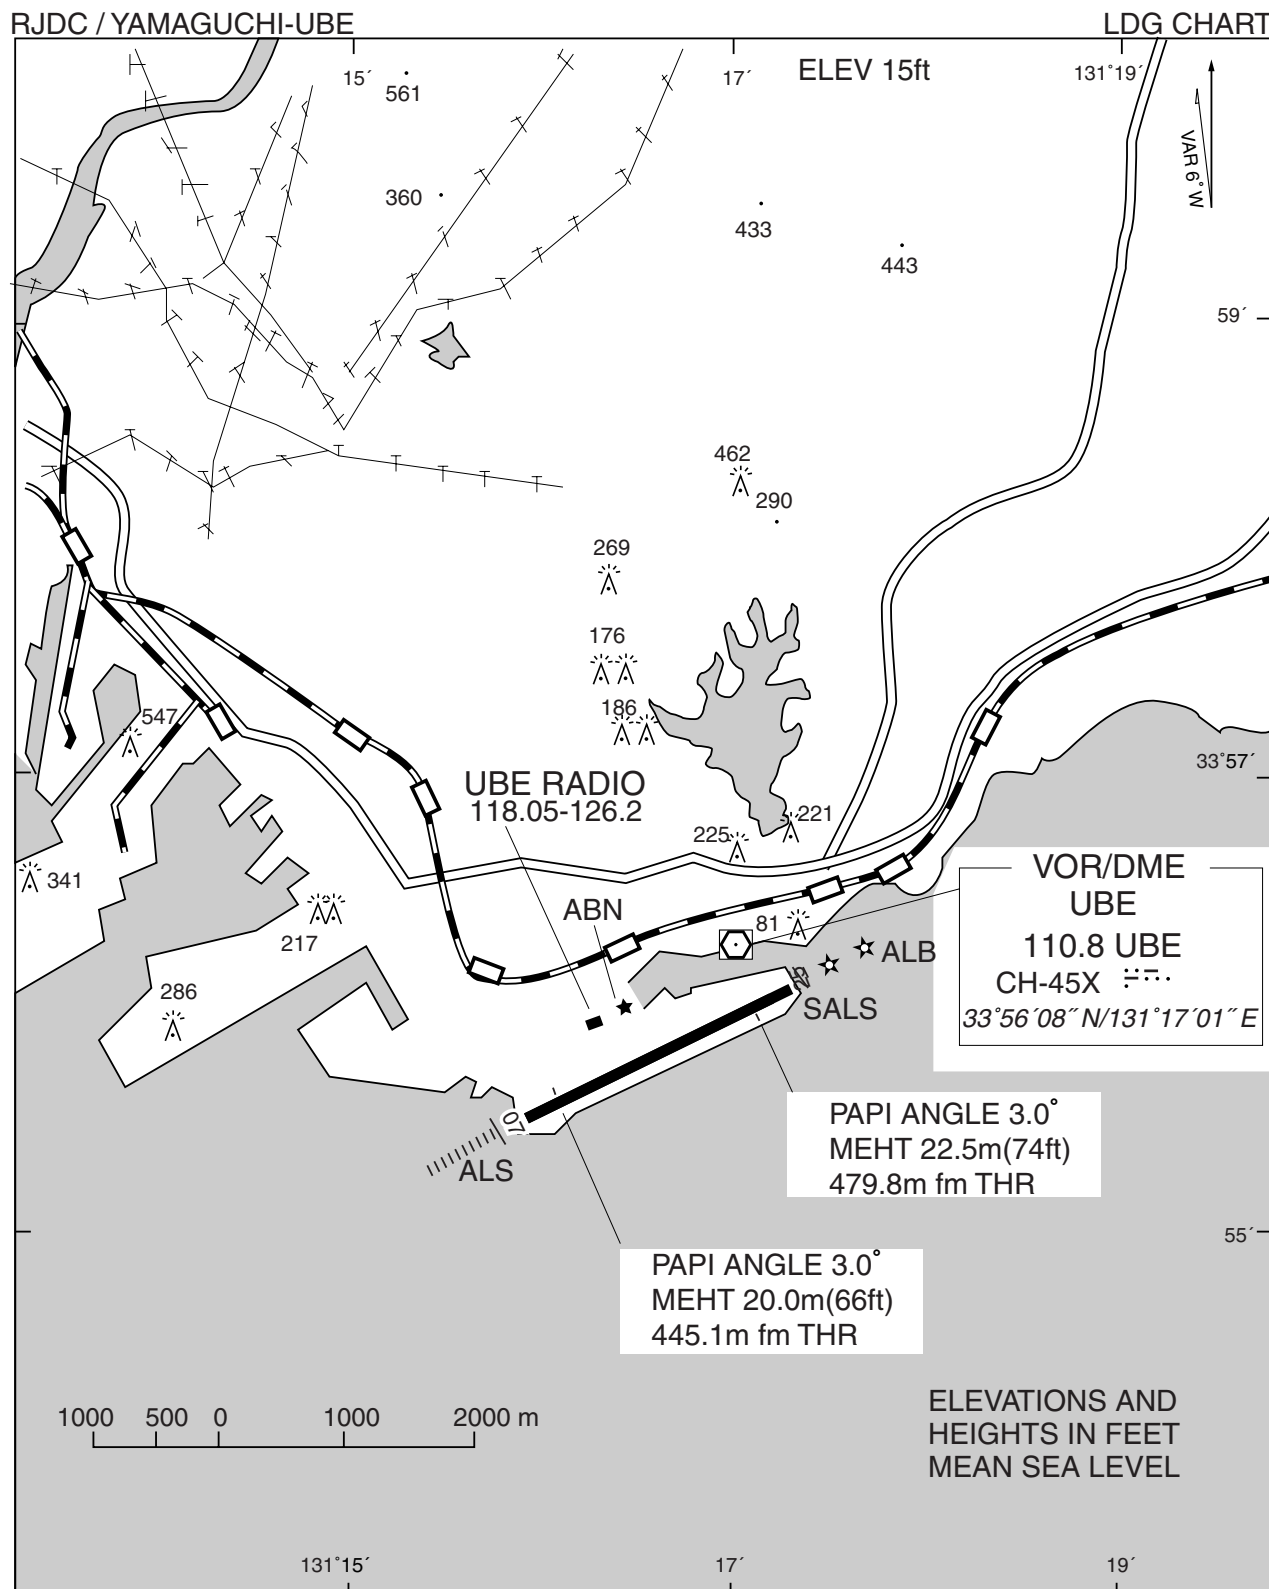 RJDC / YAMAGUCHI-UBE
LDG CHART
15´
17´
131°19´
ELEV 15ft
561
VAR 6°W
360
433
443
59´
462
290
269
176
186
547
33°57´
UBE RADIO
118.05-126.2
221
225
341
VOR/DME
UBE
110.8 UBE
CH-45X
33°56´08˝N/131°17´01˝E
ABN
81
217
ALB
25
SALS
286
07
ALS
PAPI ANGLE 3.0°
MEHT 22.5m(74ft)
479.8m fm THR
55´
PAPI ANGLE 3.0°
MEHT 20.0m(66ft)
445.1m fm THR
1000 500 0 1000 2000 m
ELEVATIONS AND
HEIGHTS IN FEET
MEAN SEA LEVEL
131°15´
17´
19´